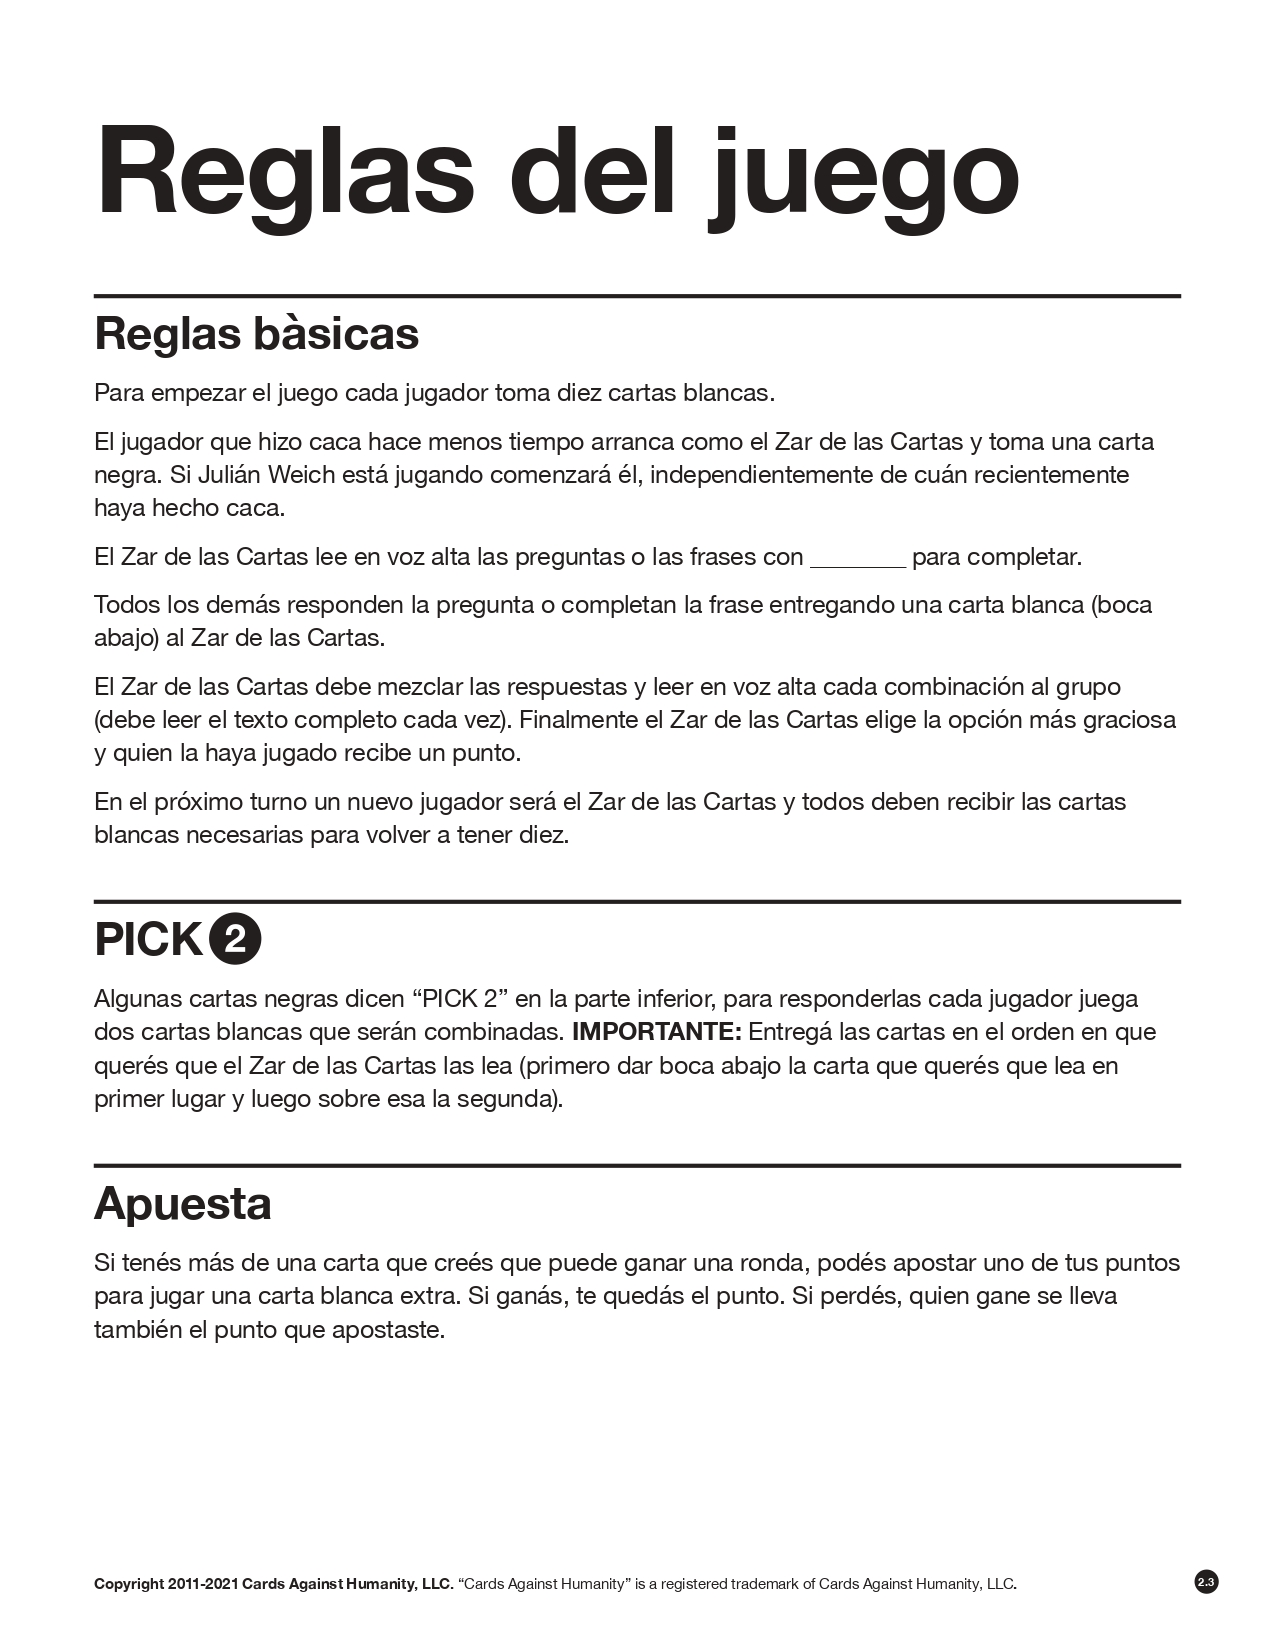 Reglas del juego
Reglas bàsicas
Para empezar el juego cada jugador toma diez cartas blancas.
El jugador que hizo caca hace menos tiempo arranca como el Zar de las Cartas y toma una carta
negra. Si Julián Weich está jugando comenzará él, independientemente de cuán recientemente
haya hecho caca.
El Zar de las Cartas lee en voz alta las preguntas o las frases con _______ para completar.
Todos los demás responden la pregunta o completan la frase entregando una carta blanca (boca
abajo) al Zar de las Cartas.
El Zar de las Cartas debe mezclar las respuestas y leer en voz alta cada combinación al grupo
(debe leer el texto completo cada vez). Finalmente el Zar de las Cartas elige la opción más graciosa
y quien la haya jugado recibe un punto.
En el próximo turno un nuevo jugador será el Zar de las Cartas y todos deben recibir las cartas
blancas necesarias para volver a tener diez.
PICK 2
Algunas cartas negras dicen “PICK 2” en la parte inferior, para responderlas cada jugador juega
dos cartas blancas que serán combinadas. IMPORTANTE: Entregá las cartas en el orden en que
querés que el Zar de las Cartas las lea (primero dar boca abajo la carta que querés que lea en
primer lugar y luego sobre esa la segunda).
Apuesta
Si tenés más de una carta que creés que puede ganar una ronda, podés apostar uno de tus puntos
para jugar una carta blanca extra. Si ganás, te quedás el punto. Si perdés, quien gane se lleva
también el punto que apostaste.
Copyright 2011-2021 Cards Against Humanity, LLC. “Cards Against Humanity” is a registered trademark of Cards Against Humanity, LLC.
2.3